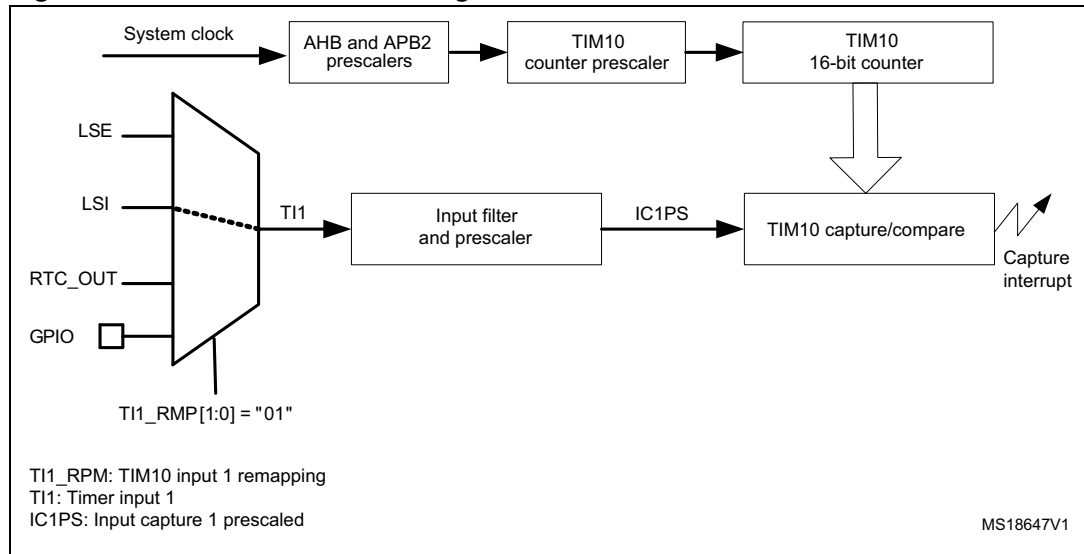 System clock
AHB and APB2
prescalers
TIM10
counter prescaler
TIM10
16-bit counter
LSE
LSI
RTC_OUT
GPIO
TI1
Input filter
and prescaler
IC1PS
TIM10 capture/compare
Capture
interrupt
TI1_RMP[1:0] = "01"
TI1_RPM: TIM10 input 1 remapping
TI1: Timer input 1
IC1PS: Input capture 1 prescaled
MS18647V1